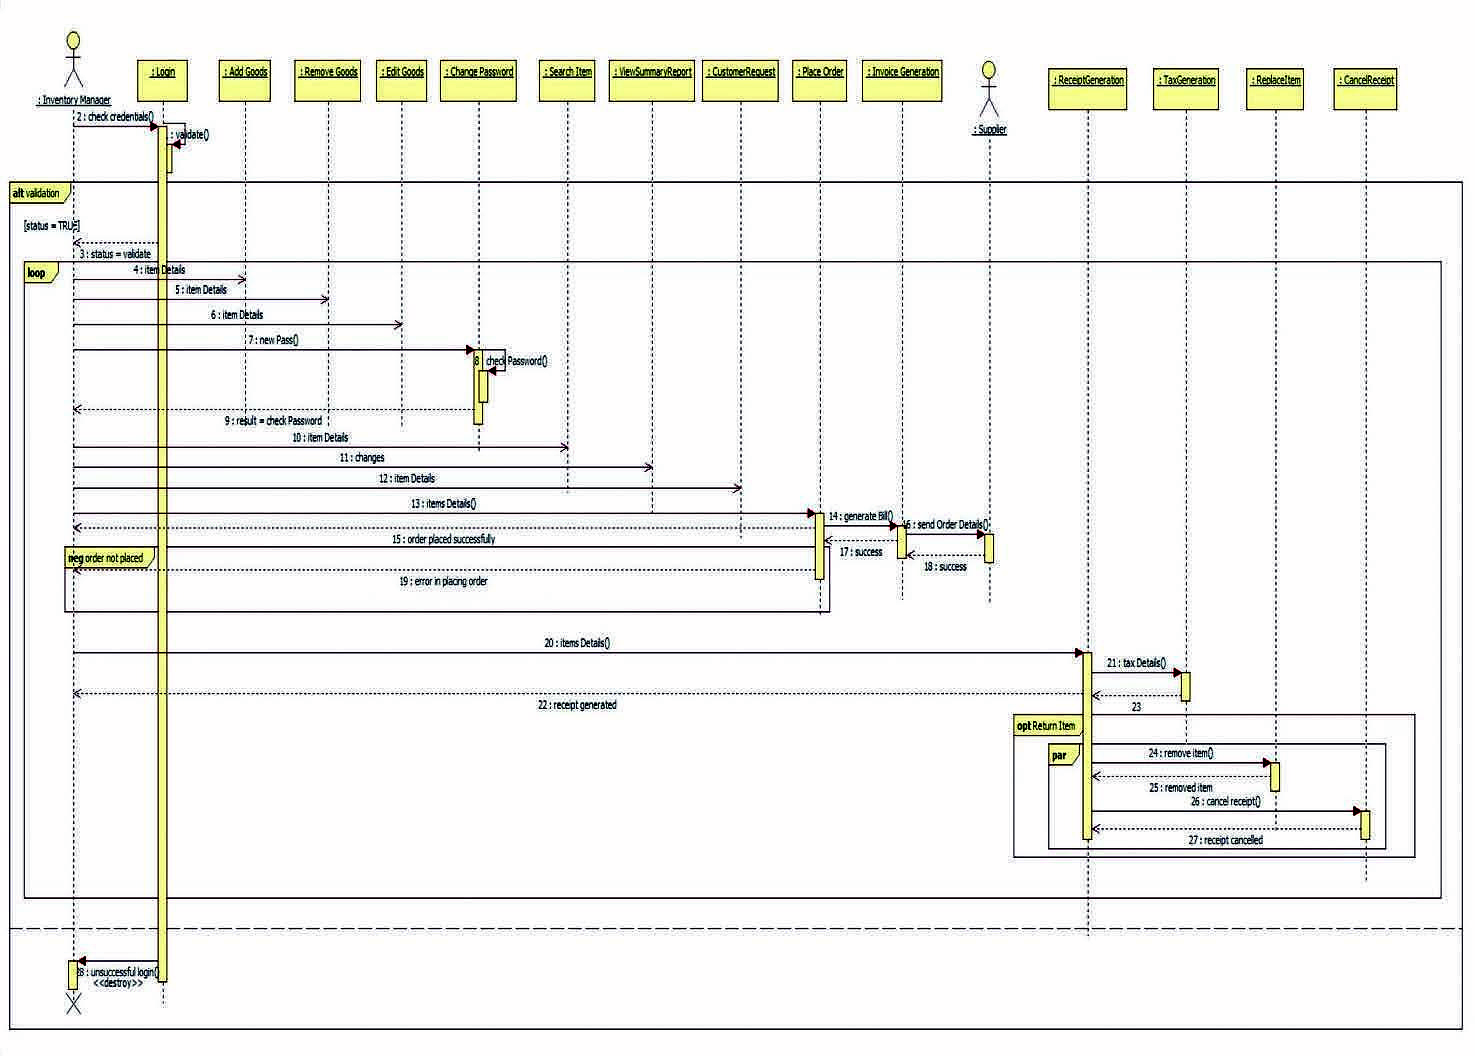 : Inventory Manager
: Login
: Add Goods
: Remove Goods
: Edit Goods
: Change Password
: Search Item
: ViewSummaryReport
: CustomerRequest
: Place Order
: Invoice Generation
: Supplier
: ReceiptGeneration
: TaxGeneration
: ReplaceItem
: CancelReceipt
2 : check credentials()
: validate()
alt validation
[status = TRUE]
3 : status = validate
loop
4 : item Details
5 : item Details
6 : item Details
7 : new Pass()
8 check Password()
9 : result = check Password
10 : item Details
11 : changes
12 : item Details
13 : items Details()
14 : generate Bill()
: send Order Details()
15 : order placed successfully
17 : success
18 : success
neg order not placed
19 : error in placing order
20 : items Details()
21 : tax Details()
22 : receipt generated
23
opt Return Item
par
24 : remove item()
25 : removed item
26 : cancel receipt()
27 : receipt cancelled
28 : unsuccessful login()
<<destroy>>